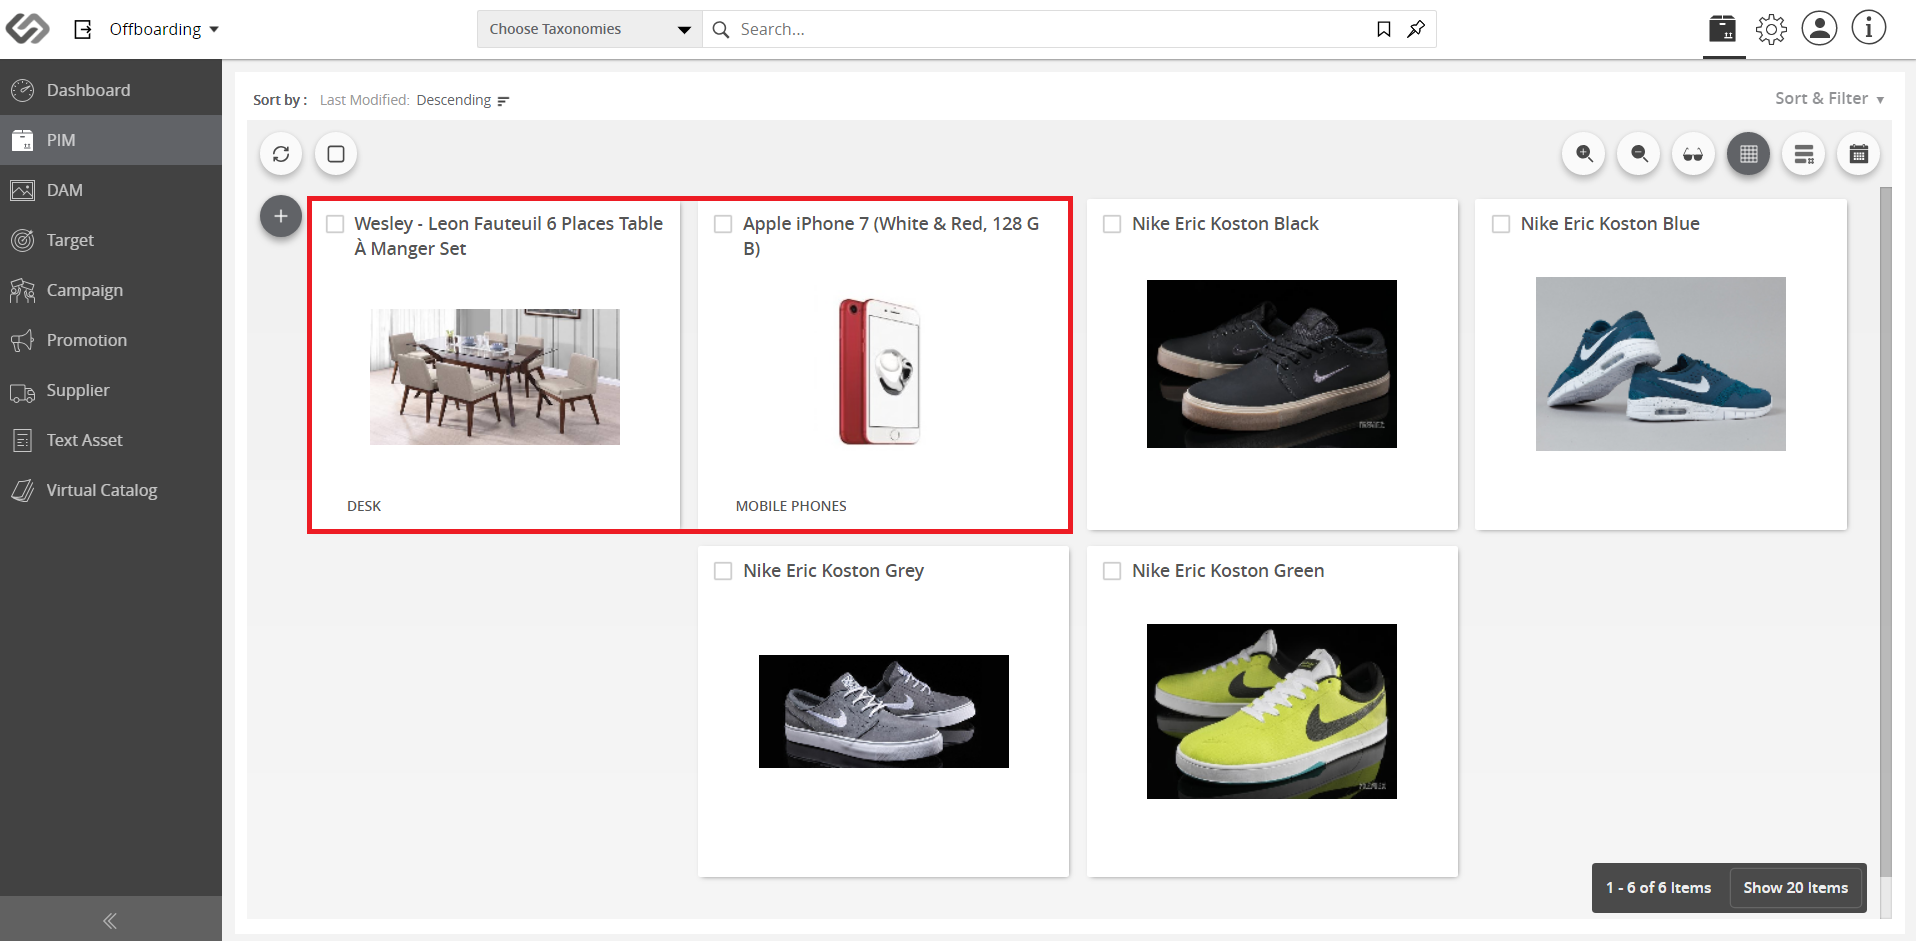 Offboarding
Choose Taxonomies
Search...
Dashboard
PIM
DAM
Target
Campaign
Promotion
Supplier
Text Asset
Virtual Catalog
Sort by : Last Modified: Descending
Sort & Filter
Wesley - Leon Fauteuil 6 Places Table
À Manger Set
DESK
Apple iPhone 7 (White & Red, 128 G
B)
MOBILE PHONES
Nike Eric Koston Black
Nike Eric Koston Blue
Nike Eric Koston Grey
Nike Eric Koston Green
1 - 6 of 6 Items
Show 20 Items